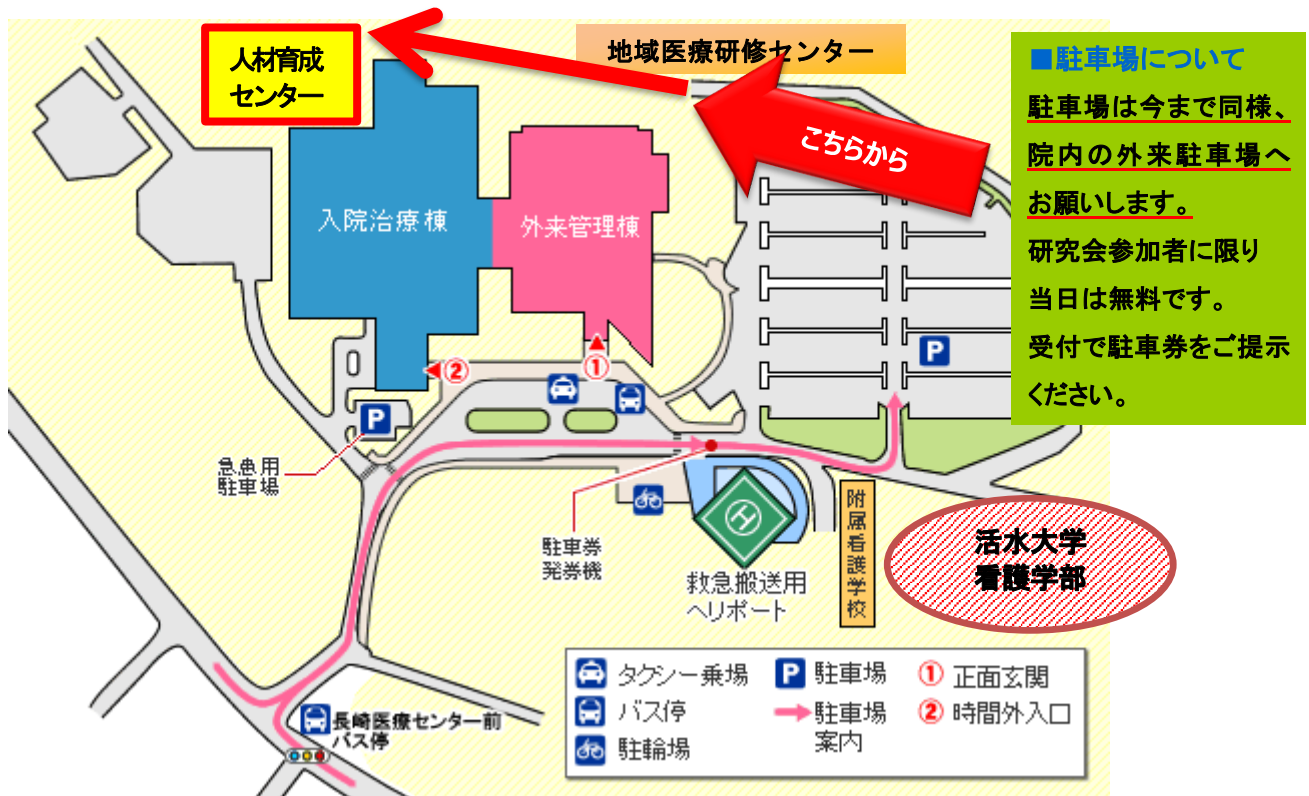 人材育成
センター
地域医療研修センター
こちらから
■駐車場について
駐車場は今まで同様、
院内の外来駐車場へ
お願いします。
研究会参加者に限り
当日は無料です。
受付で駐車券をご提示
ください。
入院治療棟
外来管理棟
②
①
P
P
急患用
駐車場
駐車券
発券機
H
救急搬送用
ヘリポート
附属看護学校
活水大学
看護学部
長崎医療センター前
バス停
タクシー乗場
P 駐車場
① 正面玄関
バス停
駐車場
案内
② 時間外入口
駐輪場